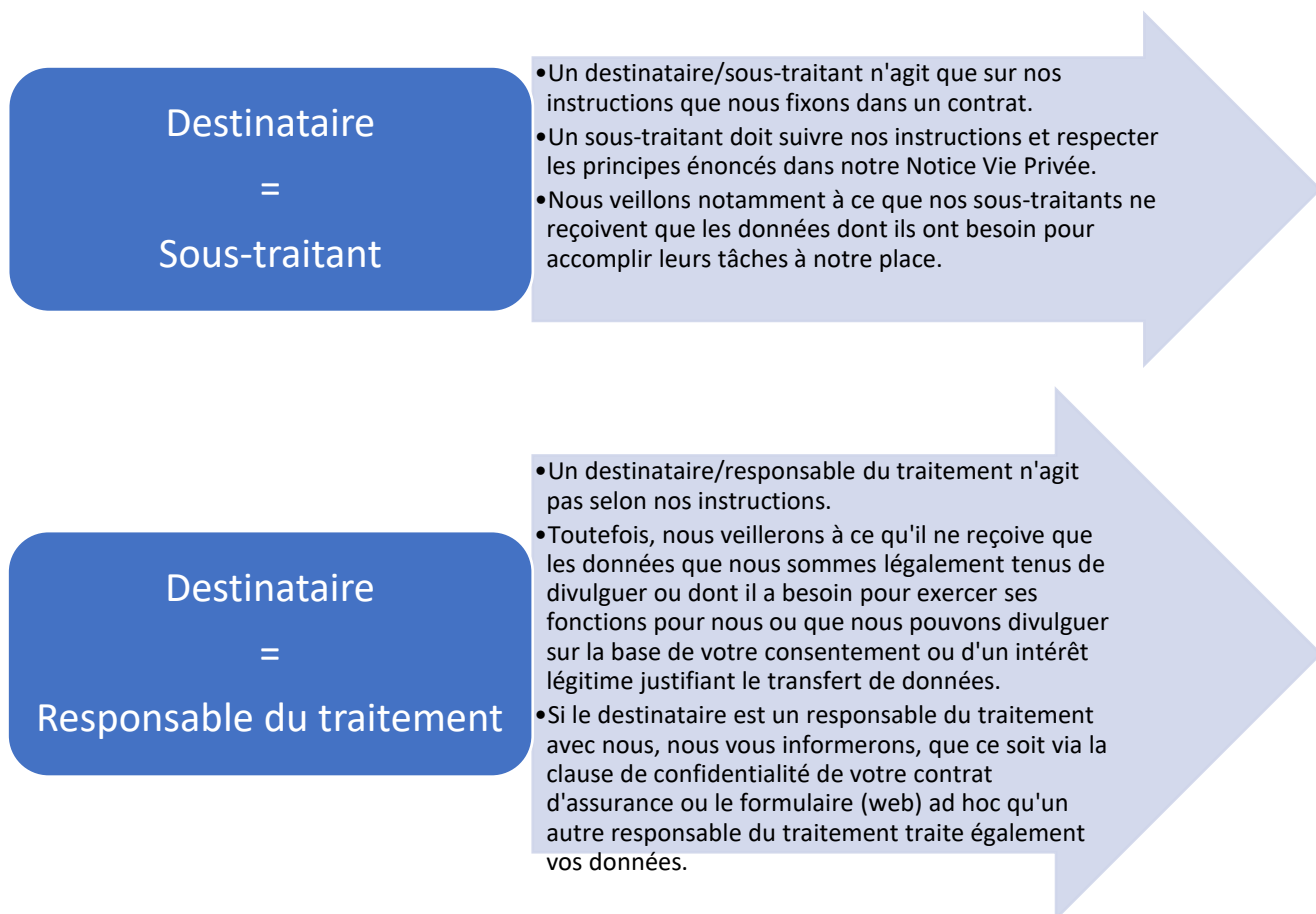 Destinataire
=
Sous-traitant
•Un destinataire/sous-traitant n'agit que sur nos
instructions que nous fixons dans un contrat.
•Un sous-traitant doit suivre nos instructions et respecter
les principes énoncés dans notre Notice Vie Privée.
•Nous veillons notamment à ce que nos sous-traitants ne
reçoivent que les données dont ils ont besoin pour
accomplir leurs tâches à notre place.
Destinataire
=
Responsable du traitement
•Un destinataire/responsable du traitement n'agit
pas selon nos instructions.
•Toutefois, nous veillerons à ce qu'il ne reçoive que
les données que nous sommes légalement tenus de
divulguer ou dont il a besoin pour exercer ses
fonctions pour nous ou que nous pouvons divulguer
sur la base de votre consentement ou d'un intérêt
légitime justifiant le transfert de données.
•Si le destinataire est un responsable du traitement
avec nous, nous vous informerons, que ce soit via la
clause de confidentialité de votre contrat
d'assurance ou le formulaire (web) ad hoc qu'un
autre responsable du traitement traite également
vos données.